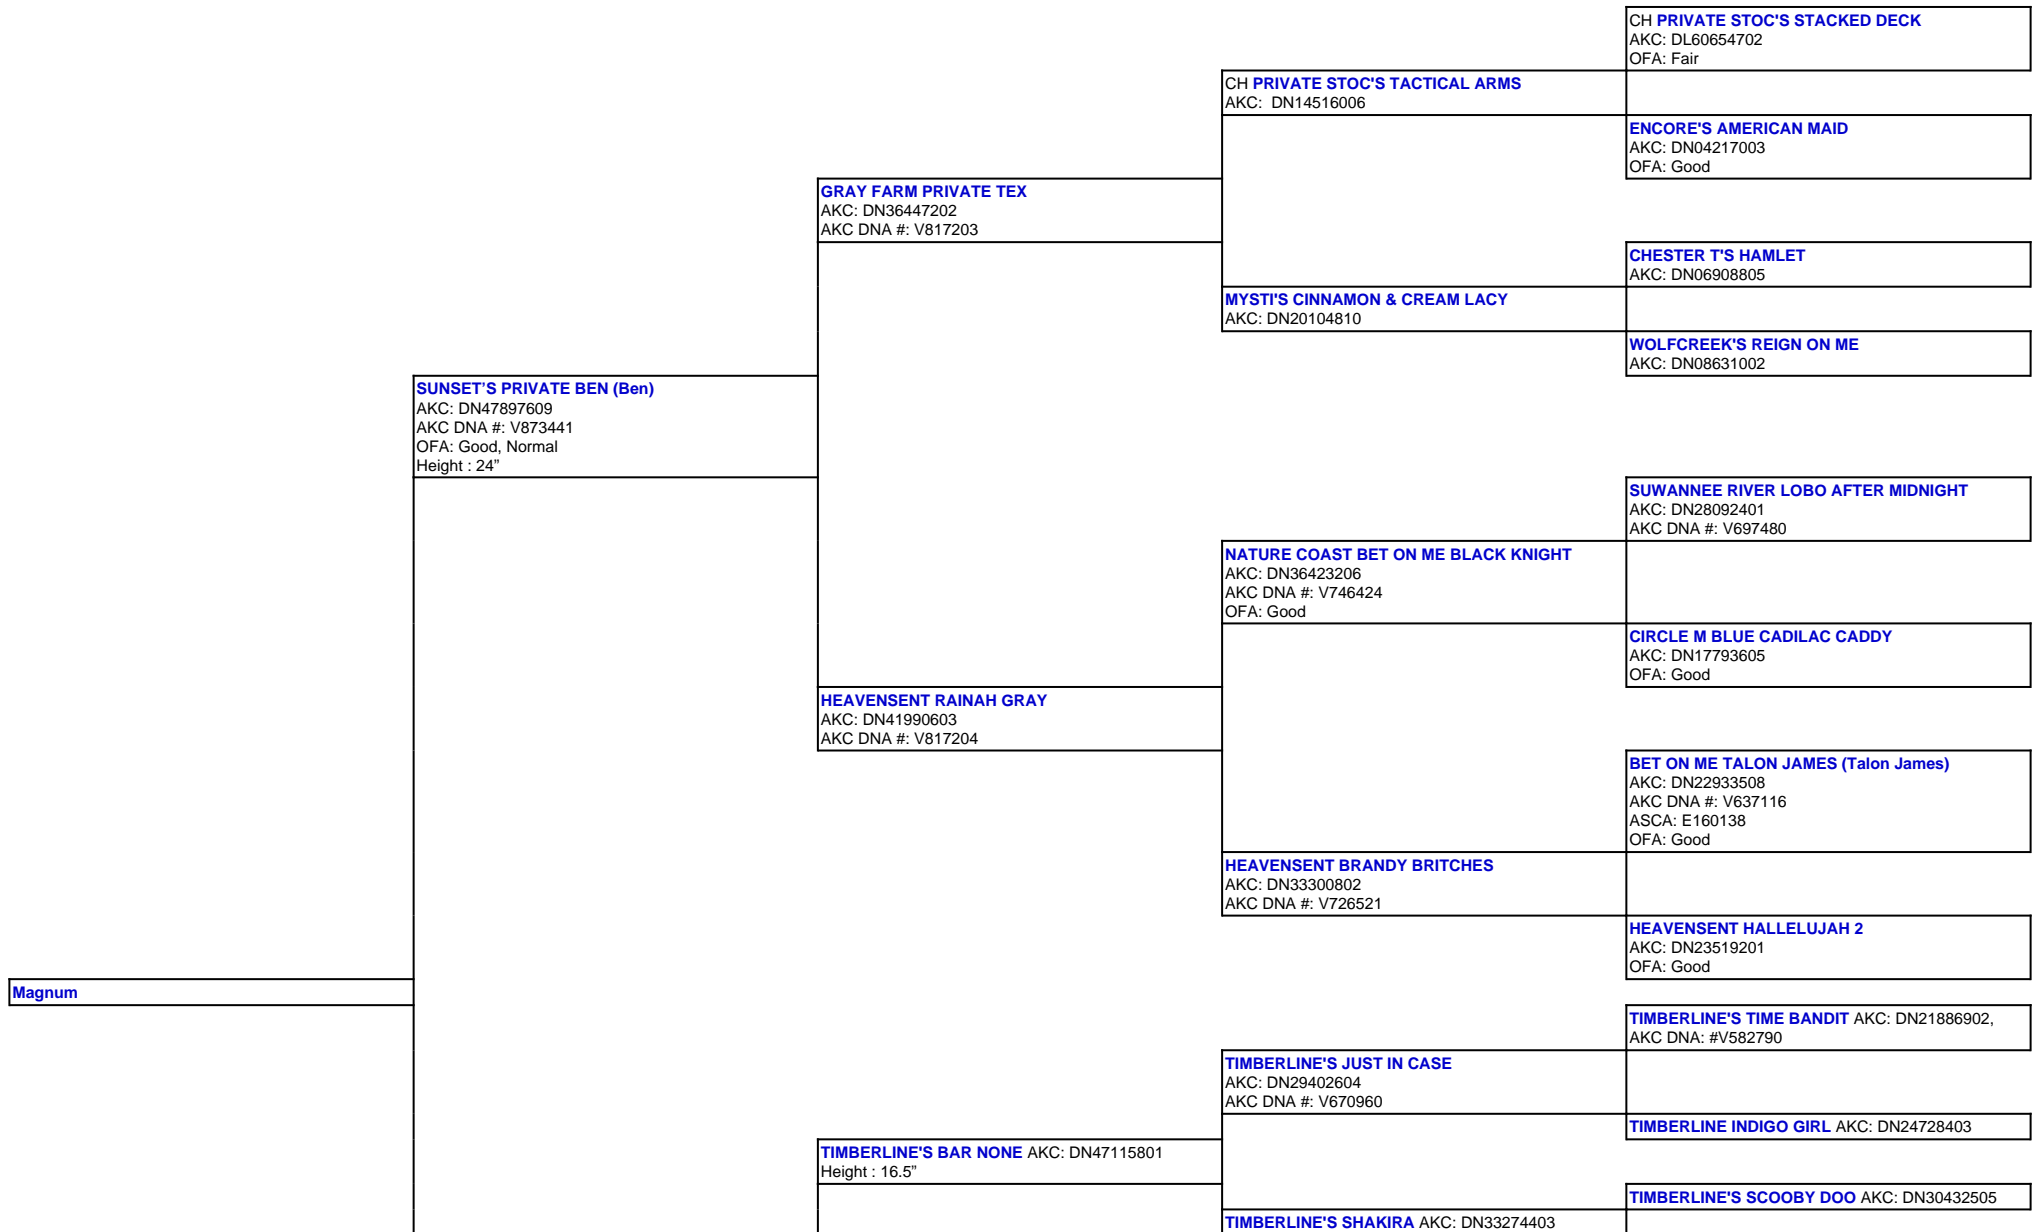 CH PRIVATE STOC'S STACKED DECK
AKC: DL60654702
OFA: Fair
CH PRIVATE STOC'S TACTICAL ARMS
AKC: DN14516006
ENCORE'S AMERICAN MAID
AKC: DN04217003
OFA: Good
GRAY FARM PRIVATE TEX
AKC: DN36447202
AKC DNA #: V817203
CHESTER T'S HAMLET
AKC: DN06908805
MYSTI'S CINNAMON & CREAM LACY
AKC: DN20104810
WOLFCREEK'S REIGN ON ME
AKC: DN08631002
SUNSET’S PRIVATE BEN (Ben)
AKC: DN47897609
AKC DNA #: V873441
OFA: Good, Normal
Height : 24”
SUWANNEE RIVER LOBO AFTER MIDNIGHT
AKC: DN28092401
AKC DNA #: V697480
NATURE COAST BET ON ME BLACK KNIGHT
AKC: DN36423206
AKC DNA #: V746424
OFA: Good
CIRCLE M BLUE CADILAC CADDY
AKC: DN17793605
OFA: Good
HEAVENSENT RAINAH GRAY
AKC: DN41990603
AKC DNA #: V817204
BET ON ME TALON JAMES (Talon James)
AKC: DN22933508
AKC DNA #: V637116
ASCA: E160138
OFA: Good
HEAVENSENT BRANDY BRITCHES
AKC: DN33300802
AKC DNA #: V726521
HEAVENSENT HALLELUJAH 2
AKC: DN23519201
OFA: Good
Magnum
TIMBERLINE'S TIME BANDIT AKC: DN21886902,
AKC DNA: #V582790
TIMBERLINE'S JUST IN CASE
AKC: DN29402604
AKC DNA #: V670960
TIMBERLINE INDIGO GIRL AKC: DN24728403
TIMBERLINE'S BAR NONE AKC: DN47115801
Height : 16.5”
TIMBERLINE'S SCOOBY DOO AKC: DN30432505
TIMBERLINE'S SHAKIRA AKC: DN33274403